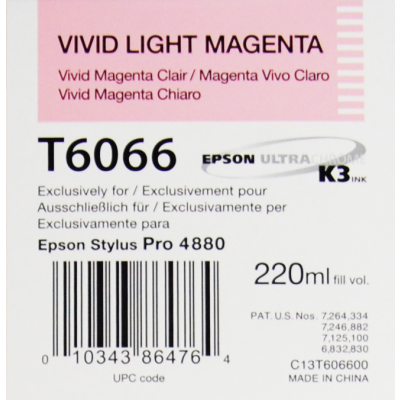 VIVID LIGHT MAGENTA
Vivid Magenta Clair / Magenta Vivo Claro
Vivid Magenta Chiaro
T6066 EPSON ULTRACHROME
K3 INK
Exclusively for / Exclusivement pour
Ausschließlich für / Exclusivamente per
Exclusivamente para
Epson Stylus Pro 4880
220ml fill vol.
PAT. U.S. Nos. 7,264,334
7,246,882
7,125,100
6,832,830
0 10343 86476 4
UPC code
C13T606600
MADE IN CHINA